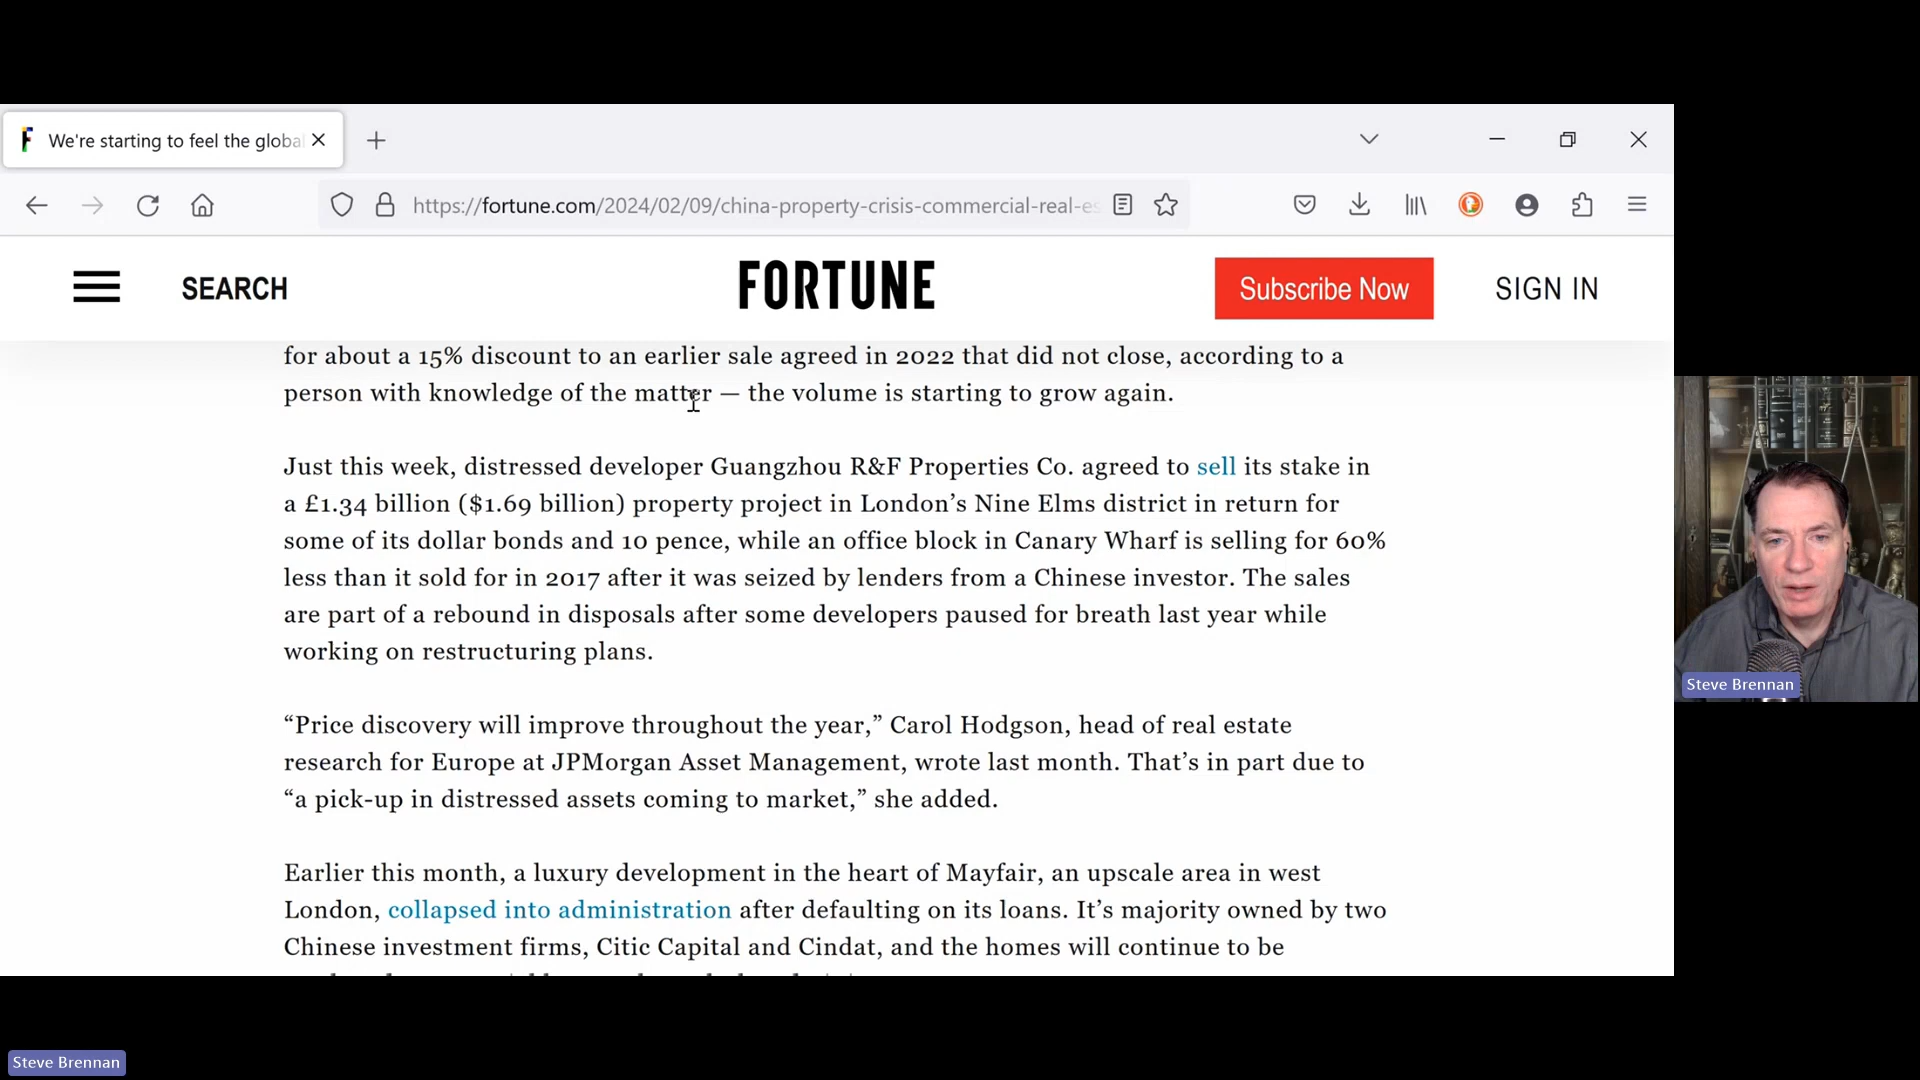 We're starting to feel the globa
https://fortune.com/2024/02/09/china-property-crisis-commercial-real-es
SEARCH
FORTUNE
Subscribe Now
SIGN IN
for about a 15% discount to an earlier sale agreed in 2022 that did not close, according to a
person with knowledge of the matter — the volume is starting to grow again.
Just this week, distressed developer Guangzhou R&F Properties Co. agreed to sell its stake in
a £1.34 billion ($1.69 billion) property project in London’s Nine Elms district in return for
some of its dollar bonds and 10 pence, while an office block in Canary Wharf is selling for 60%
less than it sold for in 2017 after it was seized by lenders from a Chinese investor. The sales
are part of a rebound in disposals after some developers paused for breath last year while
working on restructuring plans.
“Price discovery will improve throughout the year,” Carol Hodgson, head of real estate
research for Europe at JPMorgan Asset Management, wrote last month. That’s in part due to
“a pick-up in distressed assets coming to market,” she added.
Earlier this month, a luxury development in the heart of Mayfair, an upscale area in west
London, collapsed into administration after defaulting on its loans. It’s majority owned by two
Chinese investment firms, Citic Capital and Cindat, and the homes will continue to be
Steve Brennan
Steve Brennan